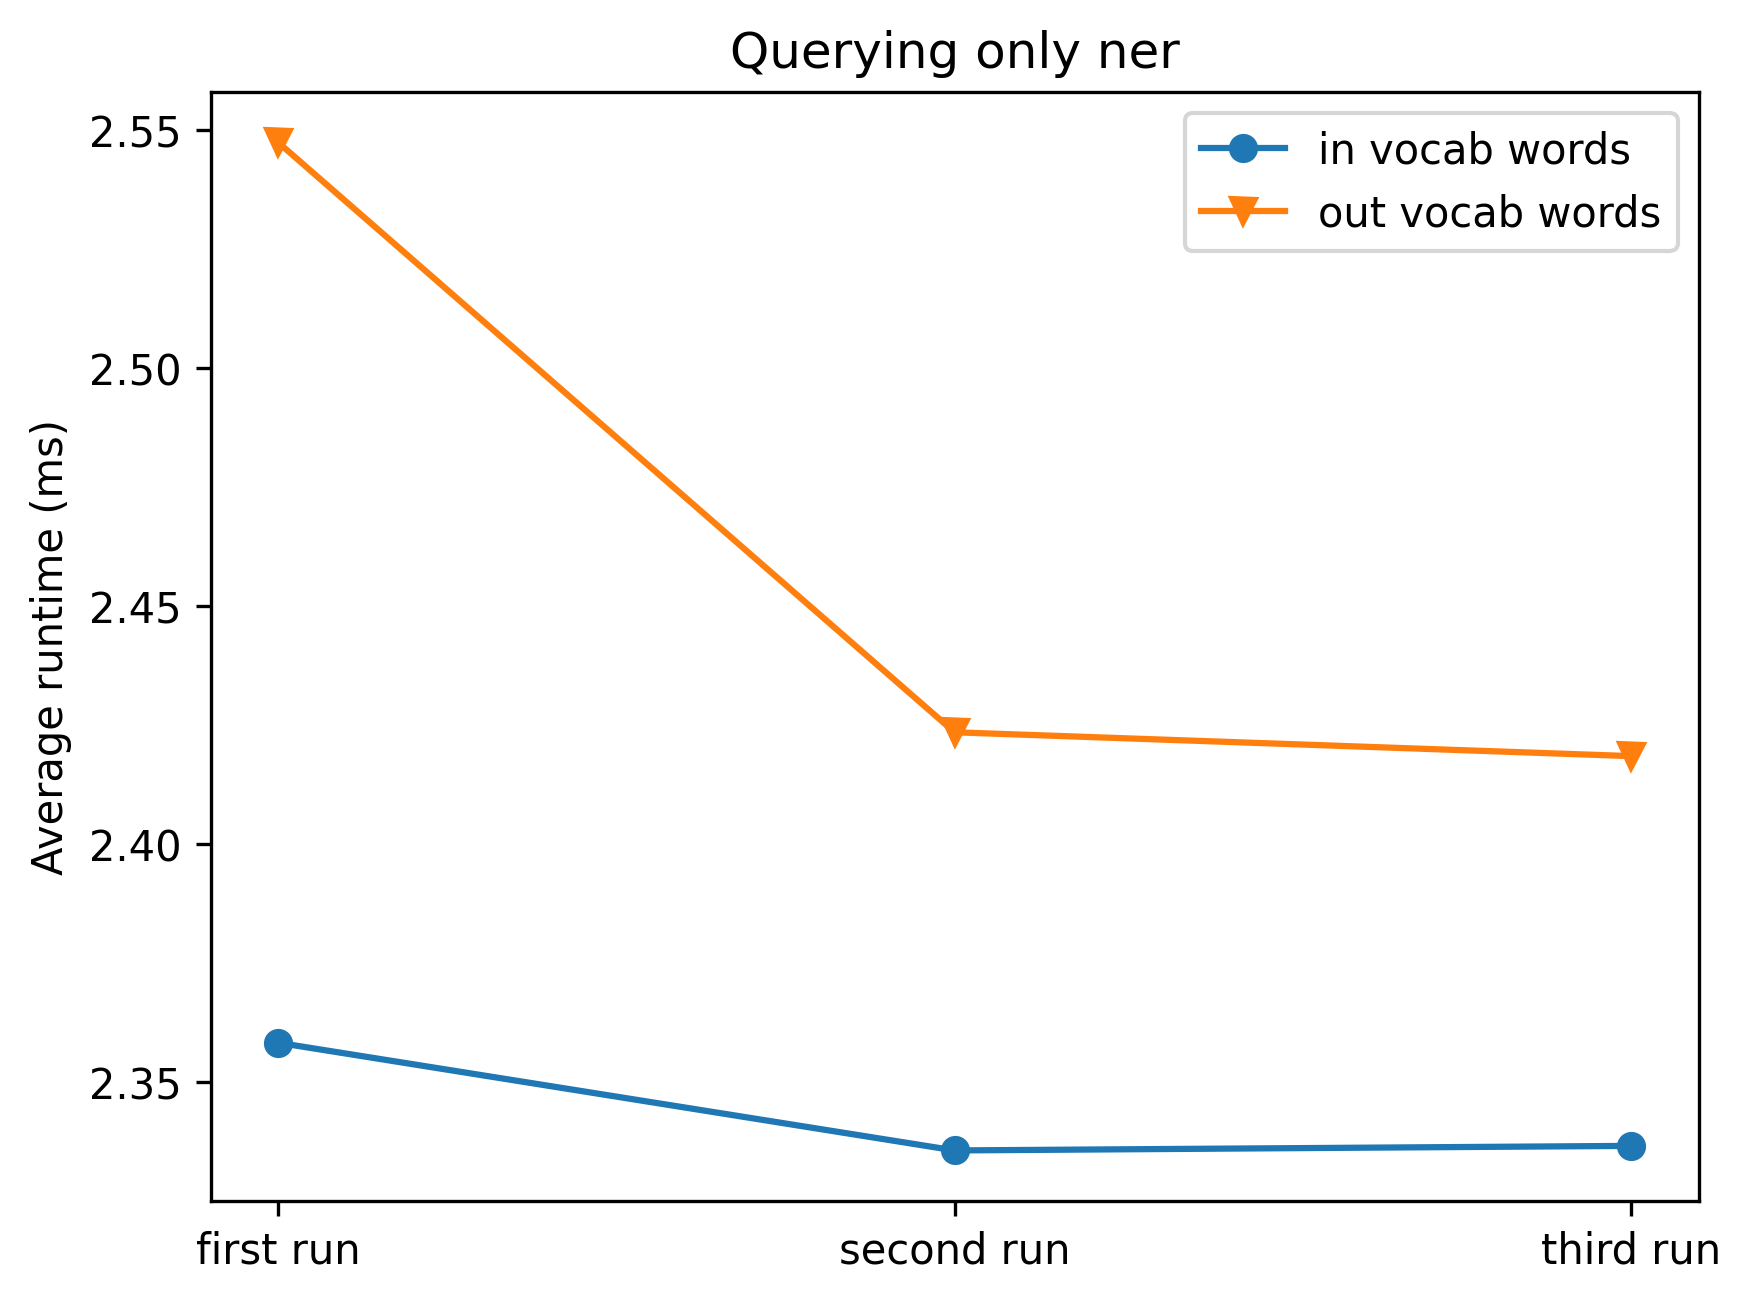 Querying only ner
in vocab words
out vocab words
Average runtime (ms)
2.55
2.50
2.45
2.40
2.35
first run
second run
third run